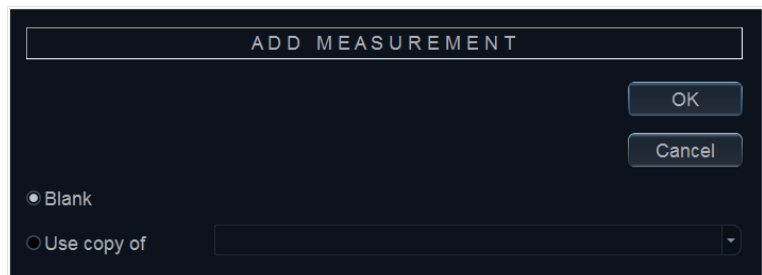 ADD MEASUREMENT
OK
Cancel
Blank
Use copy of